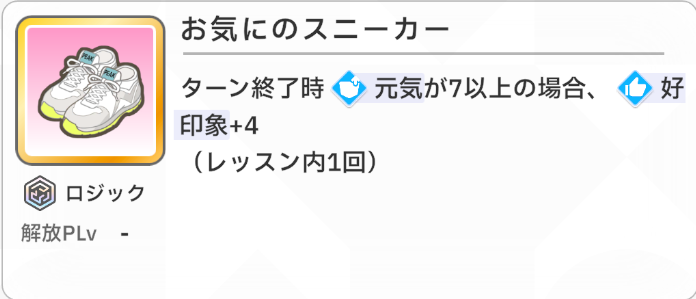 お気にのスニーカー
ターン終了時 元気が7以上の場合、 好
印象+4
（レッスン内1回）
PEAK
PEAK
ロジック
解放PLv -